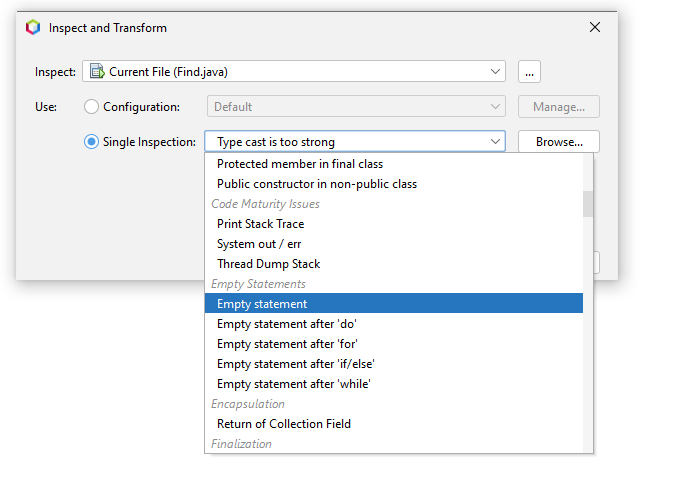 Inspect and Transform
Inspect: Current File (Find.java) ...
Use: Configuration: Default Manage...
Single Inspection: Type cast is too strong Browse...
Protected member in final class
Public constructor in non-public class
Code Maturity Issues
Print Stack Trace
System out / err
Thread Dump Stack
Empty Statements
Empty statement
Empty statement after 'do'
Empty statement after 'for'
Empty statement after 'if/else'
Empty statement after 'while'
Encapsulation
Return of Collection Field
Finalization